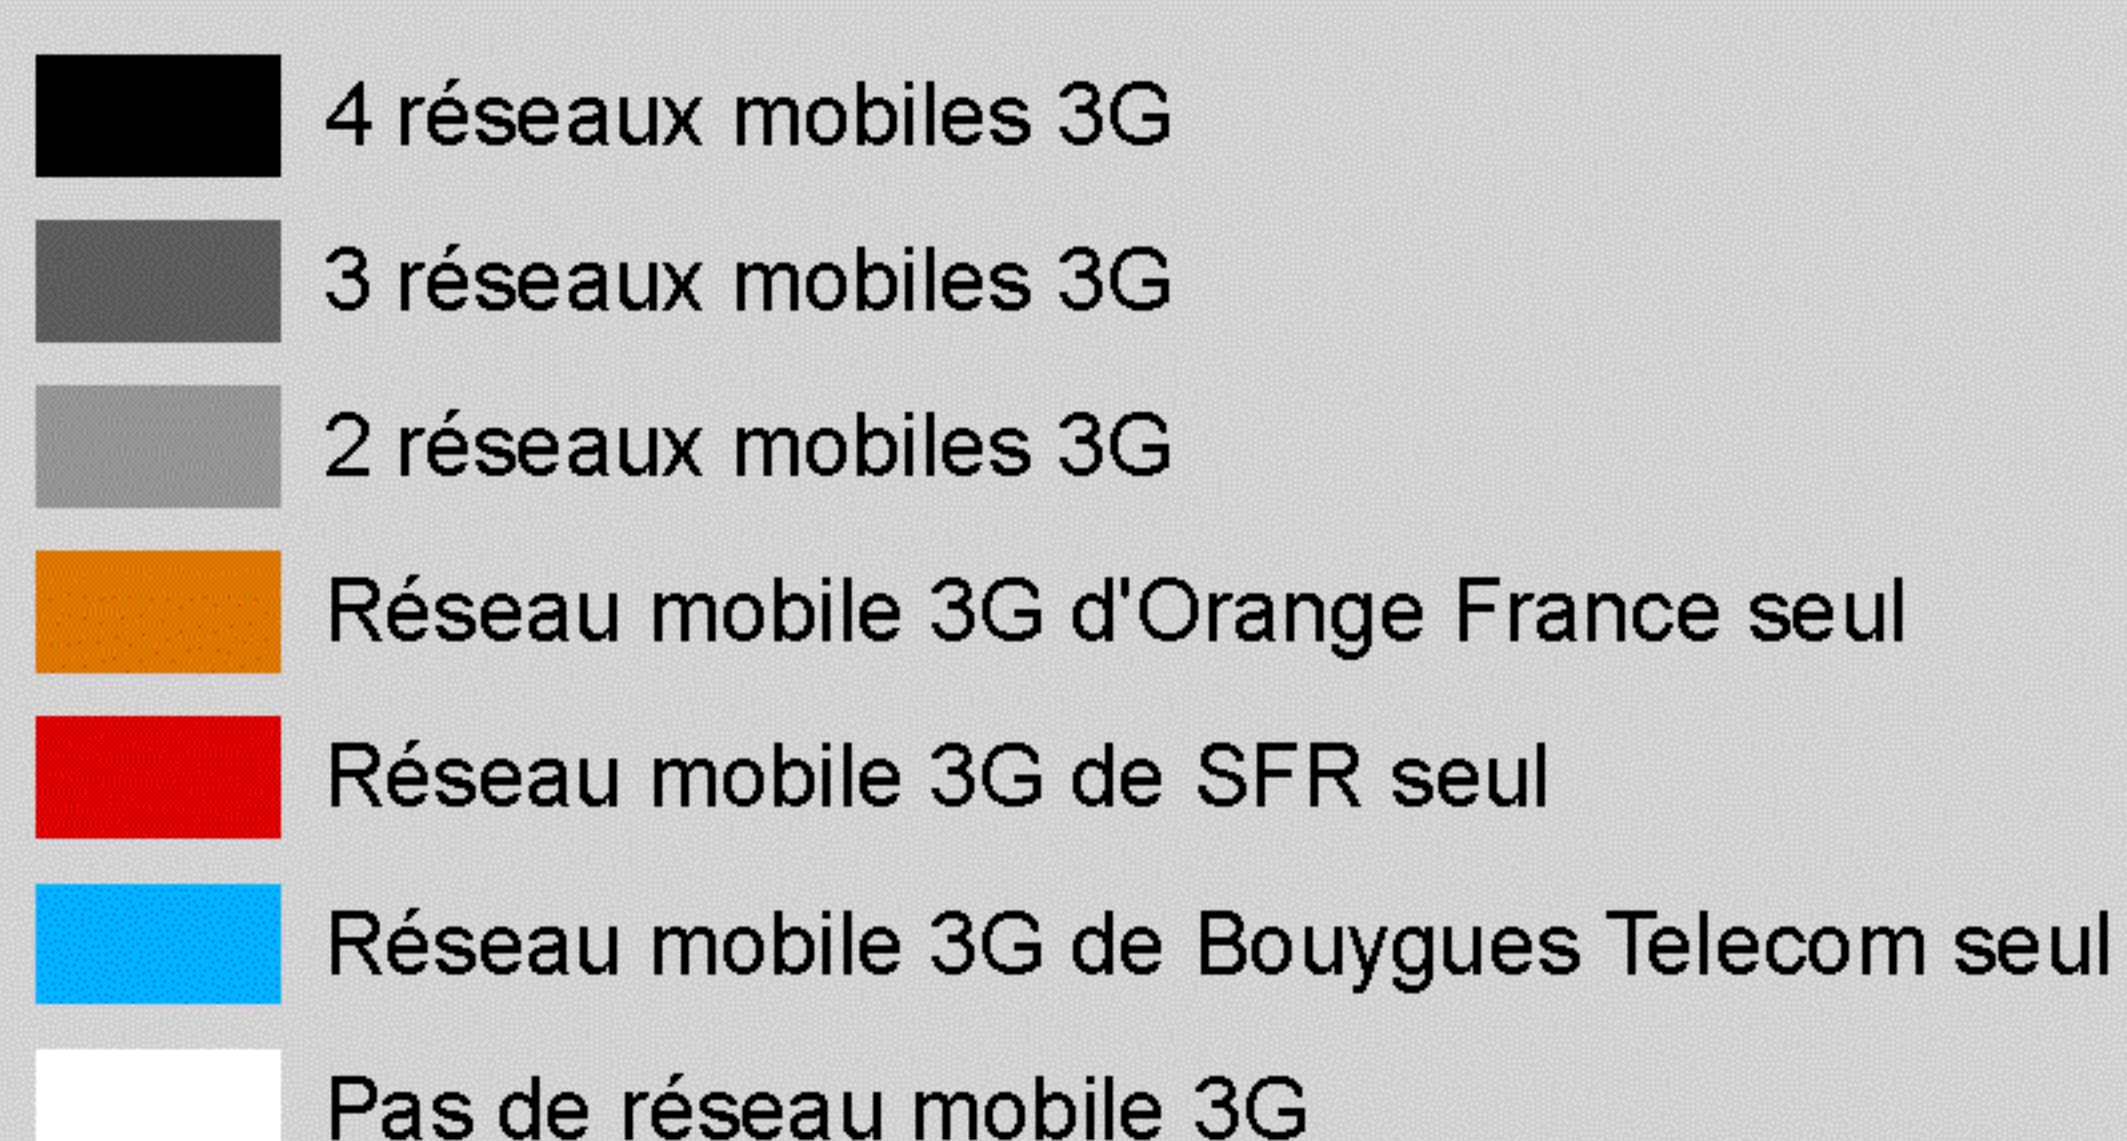 4 réseaux mobiles 3G
3 réseaux mobiles 3G
2 réseaux mobiles 3G
Réseau mobile 3G d'Orange France seul
Réseau mobile 3G de SFR seul
Réseau mobile 3G de Bouygues Telecom seul
Pas de réseau mobile 3G